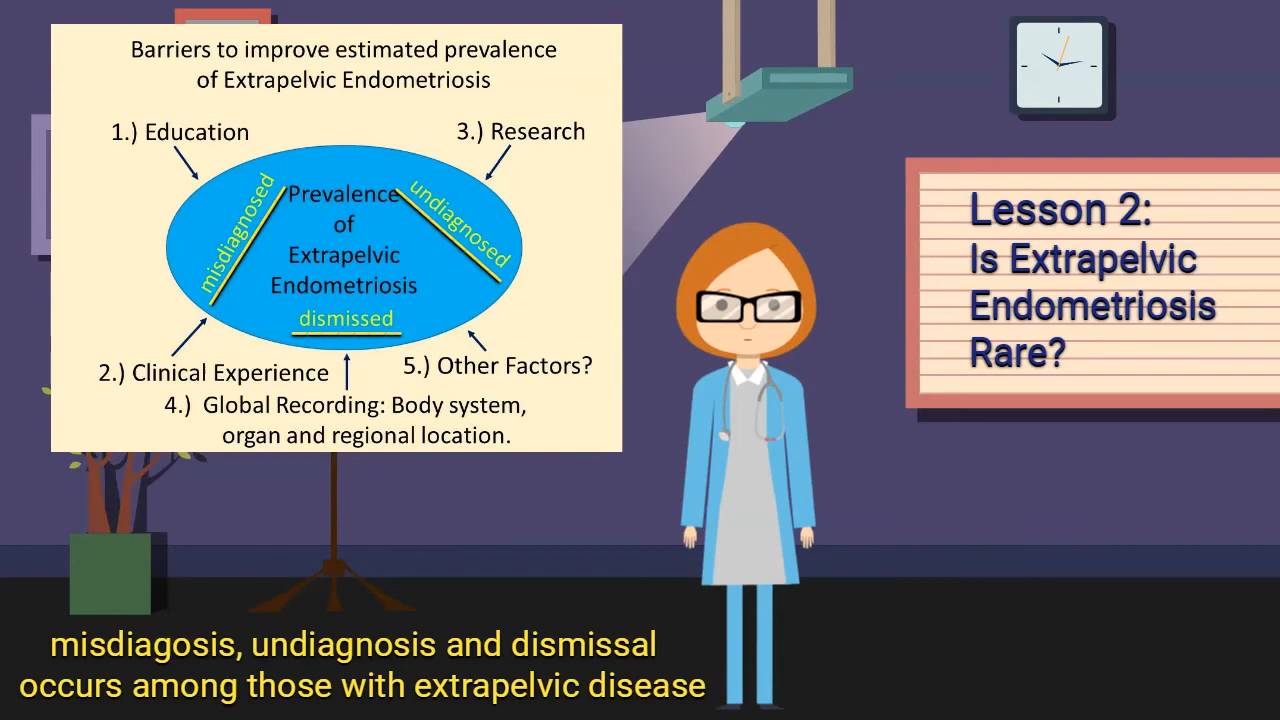 Barriers to improve estimated prevalence
of Extrapelvic Endometriosis
1.) Education
3.) Research
misdiagnosed
undiagnosed
Prevalence
of
Extrapelvic
Endometriosis
dismissed
2.) Clinical Experience
5.) Other Factors?
4.) Global Recording: Body system,
organ and regional location.
Lesson 2:
Is Extrapelvic
Endometriosis
Rare?
misdiagosis, undiagnosis and dismissal
occurs among those with extrapelvic disease